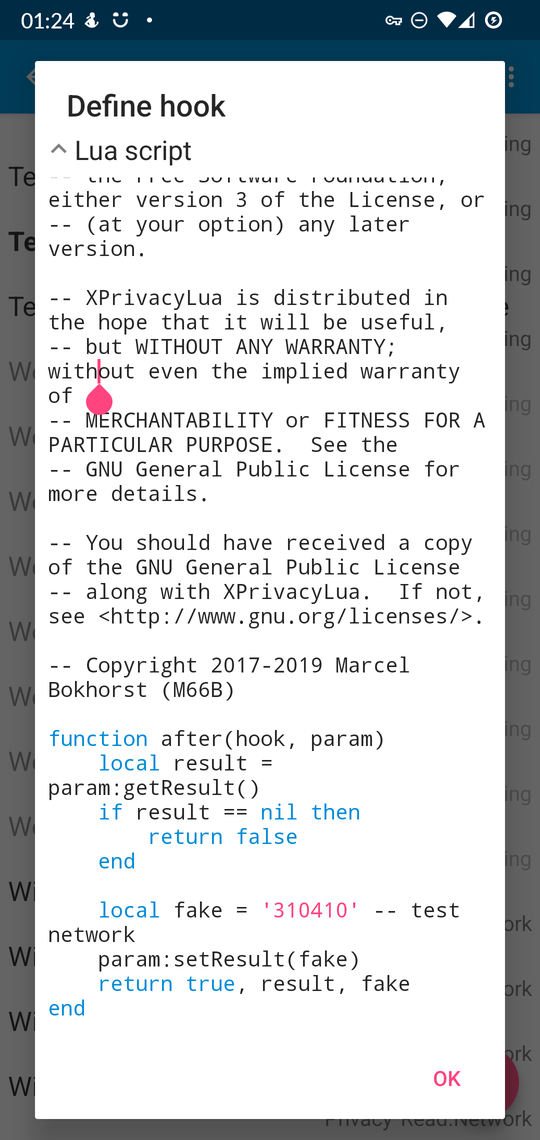 01:24
Define hook
Lua script
-- the Free Software Foundation,
either version 3 of the License, or
-- (at your option) any later
version.
-- XPrivacyLua is distributed in
the hope that it will be useful,
-- but WITHOUT ANY WARRANTY;
without even the implied warranty
of
-- MERCHANTABILITY or FITNESS FOR A
PARTICULAR PURPOSE.  See the
-- GNU General Public License for
more details.
-- You should have received a copy
of the GNU General Public License
-- along with XPrivacyLua.  If not,
see <http://www.gnu.org/licenses/>.
-- Copyright 2017-2019 Marcel
Bokhorst (M66B)
function after(hook, param)
    local result =
param:getResult()
    if result == nil then
        return false
    end
    local fake = '310410' -- test
network
    param:setResult(fake)
    return true, result, fake
end
OK
Privacy Read.Network